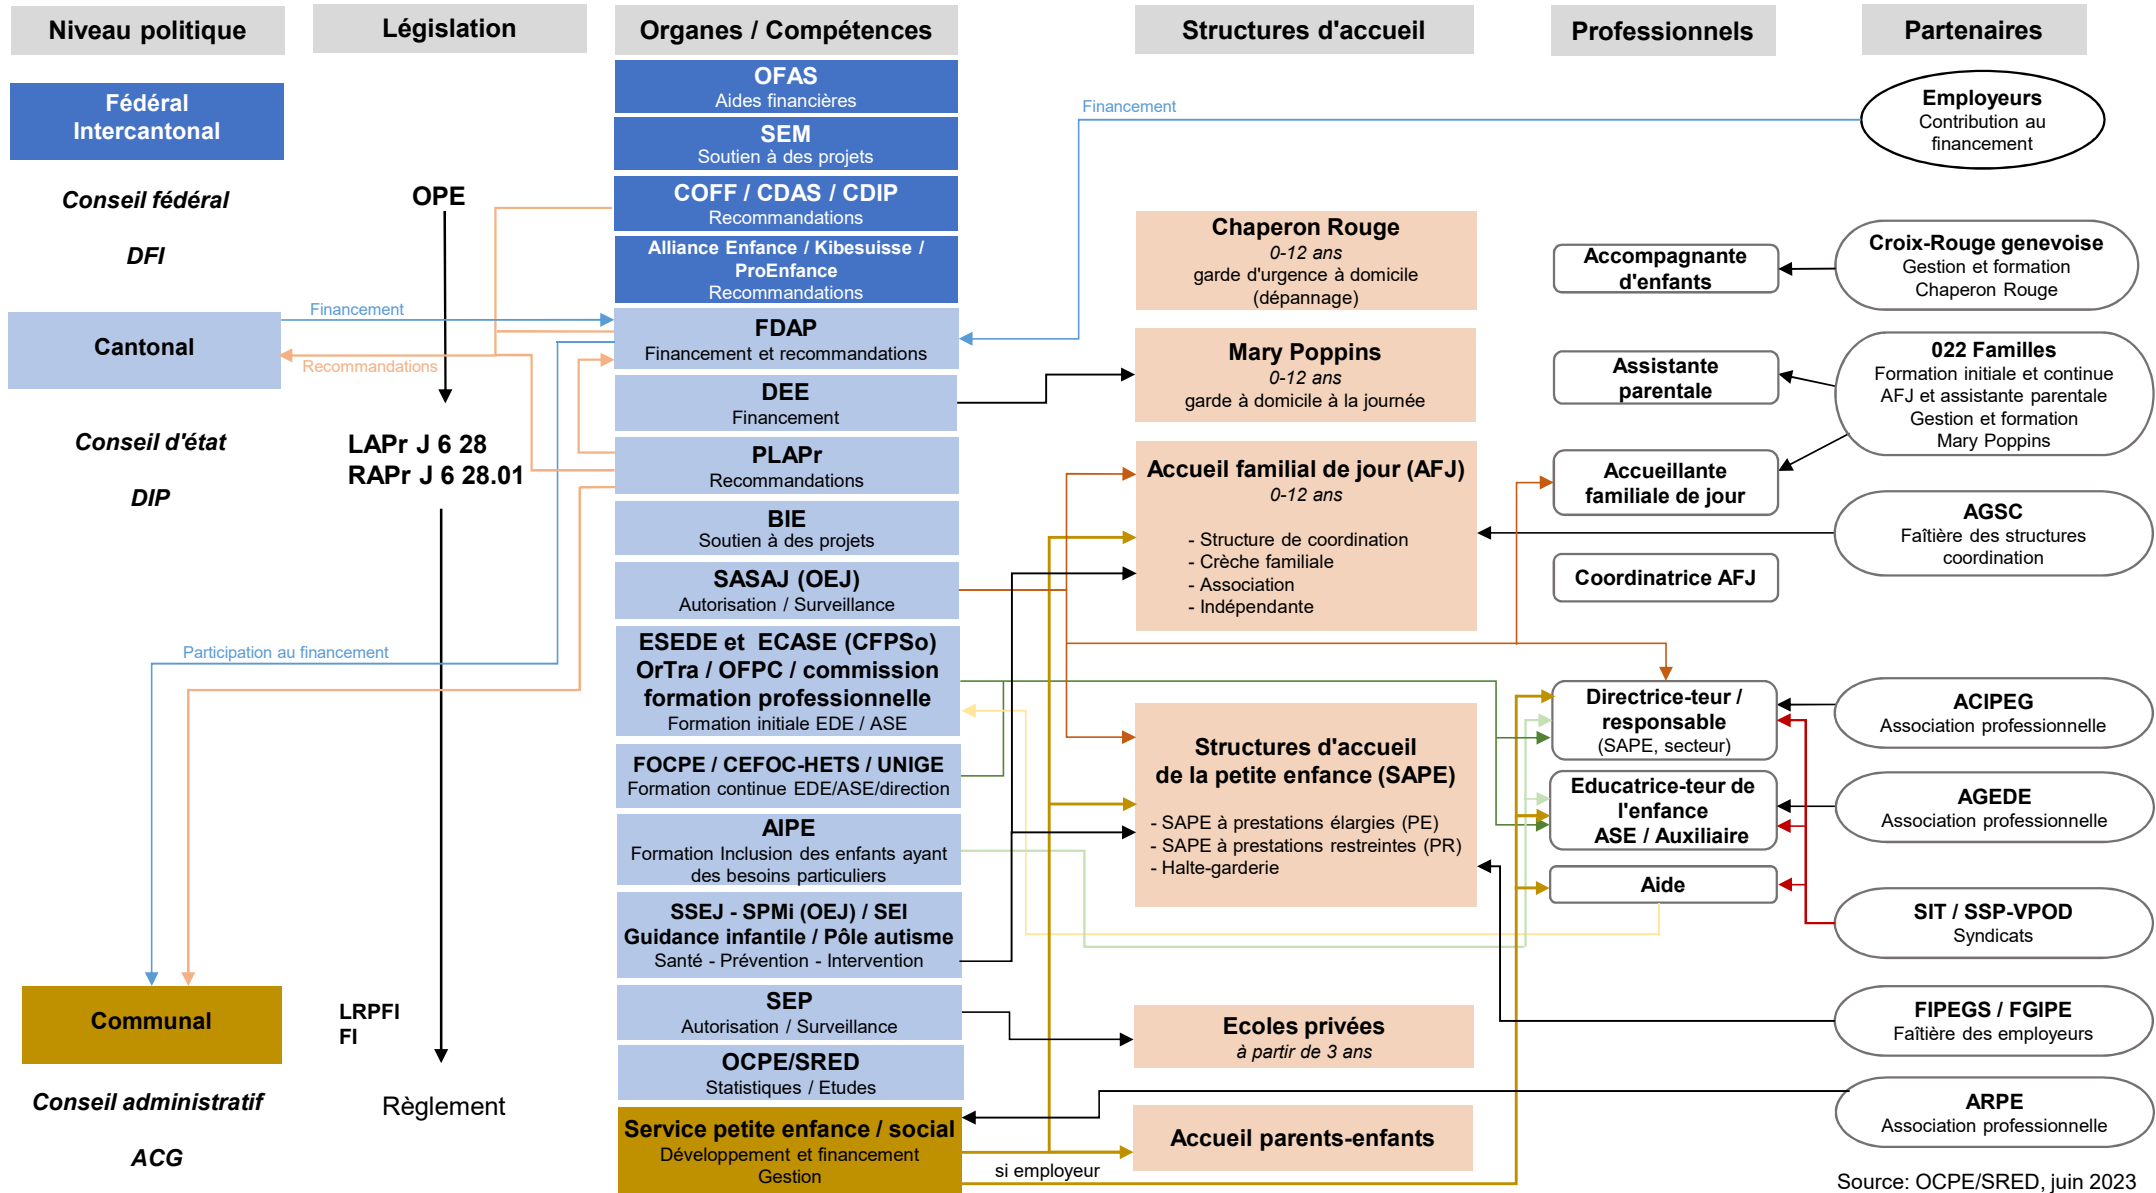 Niveau politique
Législation
Organes / Compétences
Structures d'accueil
Professionnels
Partenaires
Fédéral
Intercantonal
Conseil fédéral
DFI
Cantonal
Conseil d'état
DIP
Communal
Conseil administratif
ACG
OPE
LAPr J 6 28
RAPr J 6 28.01
LRPFI
FI
Règlement
Financement
Recommandations
Participation au financement
OFAS
Aides financières
SEM
Soutien à des projets
COFF / CDAS / CDIP
Recommandations
Alliance Enfance / Kibesuisse /
ProEnfance
Recommandations
FDAP
Financement et recommandations
DEE
Financement
PLAPr
Recommandations
BIE
Soutien à des projets
SASAJ (OEJ)
Autorisation / Surveillance
ESEDE et ECASE (CFPSo)
OrTra / OFPC / commission
formation professionnelle
Formation initiale EDE / ASE
FOCPE / CEFOC-HETS / UNIGE
Formation continue EDE/ASE/direction
AIPE
Formation Inclusion des enfants ayant
des besoins particuliers
SSEJ - SPMi (OEJ) / SEI
Guidance infantile / Pôle autisme
Santé - Prévention - Intervention
SEP
Autorisation / Surveillance
OCPE/SRED
Statistiques / Etudes
Service petite enfance / social
Développement et financement
Gestion
si employeur
Financement
Chaperon Rouge
0-12 ans
garde d'urgence à domicile
(dépannage)
Mary Poppins
0-12 ans
garde à domicile à la journée
Accueil familial de jour (AFJ)
0-12 ans
- Structure de coordination
- Crèche familiale
- Association
- Indépendante
Structures d'accueil
de la petite enfance (SAPE)
- SAPE à prestations élargies (PE)
- SAPE à prestations restreintes (PR)
- Halte-garderie
Ecoles privées
à partir de 3 ans
Accueil parents-enfants
Accompagnante
d'enfants
Assistante
parentale
Accueillante
familiale de jour
Coordinatrice AFJ
Directrice-teur /
responsable
(SAPE, secteur)
Educatrice-teur de
l'enfance
ASE / Auxiliaire
Aide
Employeurs
Contribution au
financement
Croix-Rouge genevoise
Gestion et formation
Chaperon Rouge
022 Familles
Formation initiale et continue
AFJ et assistante parentale
Gestion et formation
Mary Poppins
AGSC
Faîtière des structures
coordination
ACIPEG
Association professionnelle
AGEDE
Association professionnelle
SIT / SSP-VPOD
Syndicats
FIPEGS / FGIPE
Faîtière des employeurs
ARPE
Association professionnelle
Source: OCPE/SRED, juin 2023